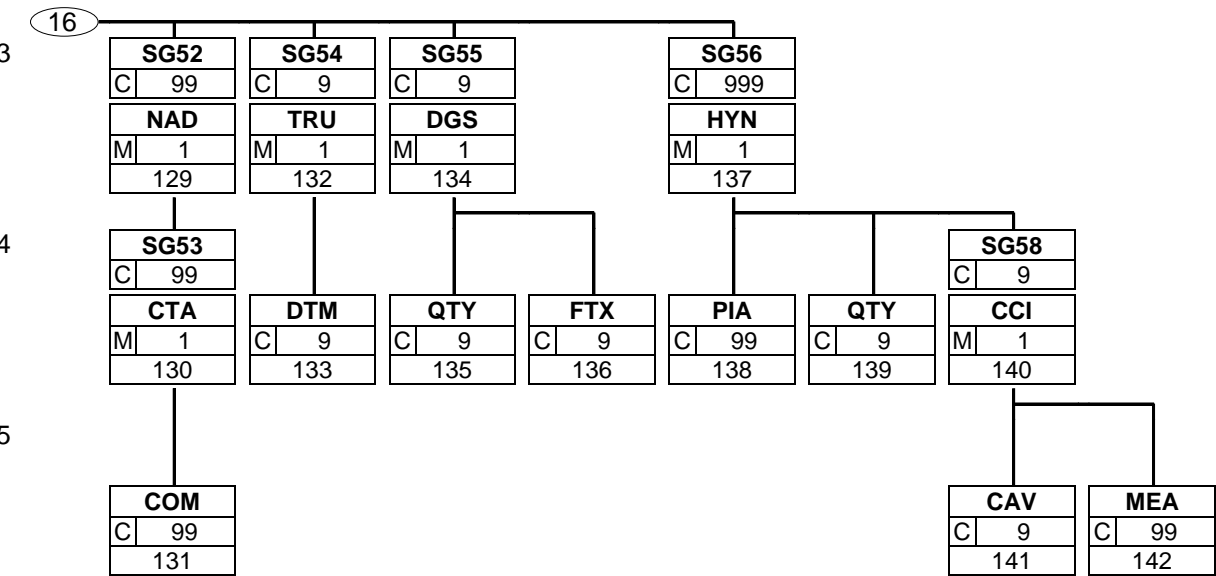 16
3
SG52 SG54 SG55 SG56
C 99 C 9 C 9 C 999
NAD TRU DGS HYN
M 1 M 1 M 1 M 1
129 132 134 137
4
SG53 SG58
C 99 C 9
CTA DTM QTY FTX PIA QTY CCI
M 1 C 9 C 9 C 9 C 99 C 9 M 1
130 133 135 136 138 139 140
5
COM CAV MEA
C 99 C 9 C 99
131 141 142